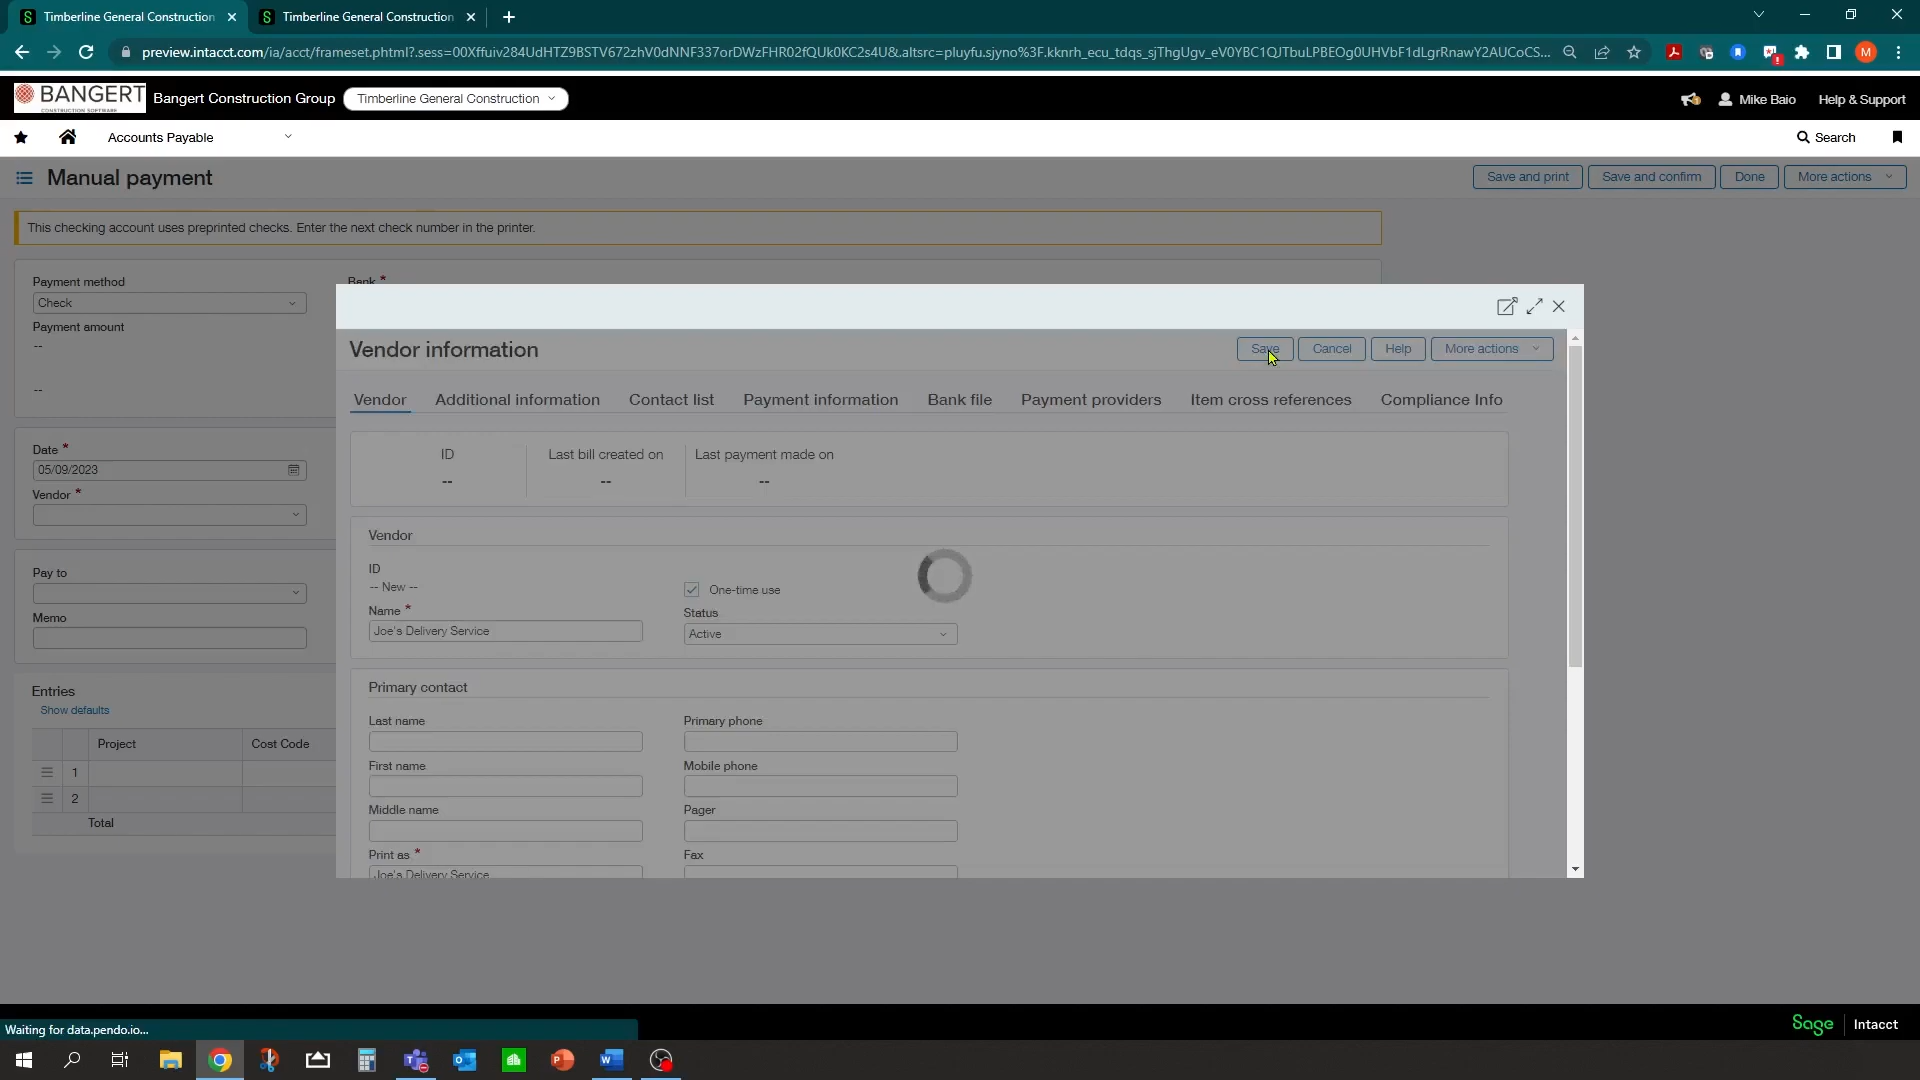 Timberline General Construction
Timberline General Construction
preview.intacct.com/ia/acct/frameset.phtml?.sess=00Xffuiv284UdHTZ9BSTV672zhV0dNNF337orDWzFHR02fQUk0KC2s4U&.altsrc=pluyfu.sjyno%3F.kknrh_ecu_tdqs_sjThgUgv_eV0YBC1QJTbuLPBEOg0UHVbF1dLgrRnawY2AUCoCS...
M
BANGERT
CONSTRUCTION SOFTWARE
Bangert Construction Group
Timberline General Construction
Mike Baio
Help & Support
Accounts Payable
Search
Manual payment
Save and print
Save and confirm
Done
More actions
This checking account uses preprinted checks. Enter the next check number in the printer.
Payment method
Bank *
Check
Payment amount
--
--
Date *
05/09/2023
Vendor *
Pay to
Memo
Entries
Show defaults
Project
Cost Code
1
2
Total
Vendor information
Save
Cancel
Help
More actions
Vendor
Additional information
Contact list
Payment information
Bank file
Payment providers
Item cross references
Compliance Info
ID
Last bill created on
Last payment made on
--
--
--
Vendor
ID
-- New --
One-time use
Name *
Status
Joe's Delivery Service
Active
Primary contact
Last name
Primary phone
First name
Mobile phone
Middle name
Pager
Print as *
Fax
Joe's Delivery Service
Waiting for data.pendo.io...
Sage
Intacct